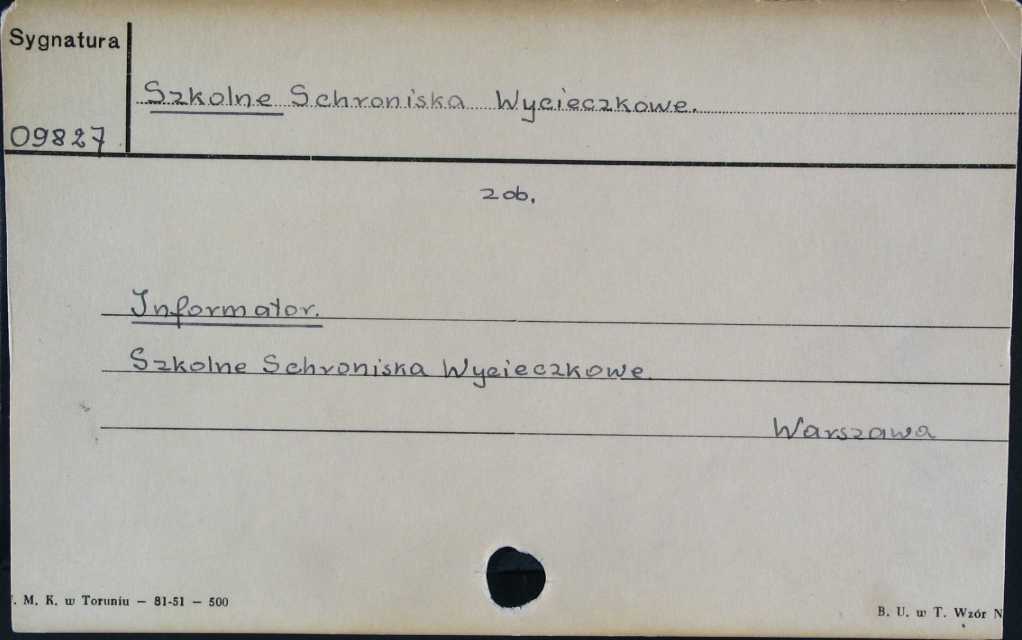 Sygnatura
Szkolne Schroniska Wycieczkowe.
09827
zob.
Informator.
Szkolne Schroniska Wycieczkowe.
Warszawa
. M. K. w Toruniu — 81-51 — 500
B. U. w T. Wzór N